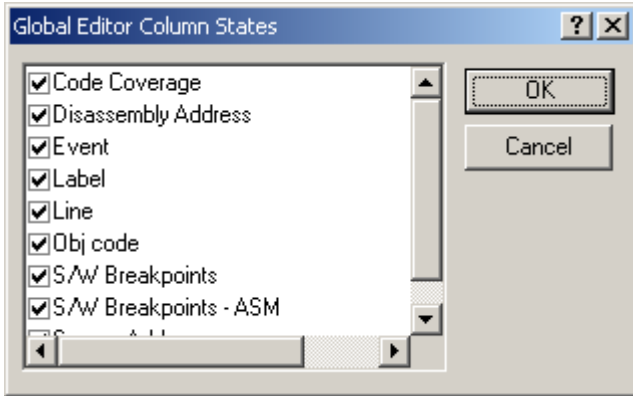 Global Editor Column States
Code Coverage
Disassembly Address
Event
Label
Line
Obj code
S/W Breakpoints
S/W Breakpoints - ASM
OK
Cancel